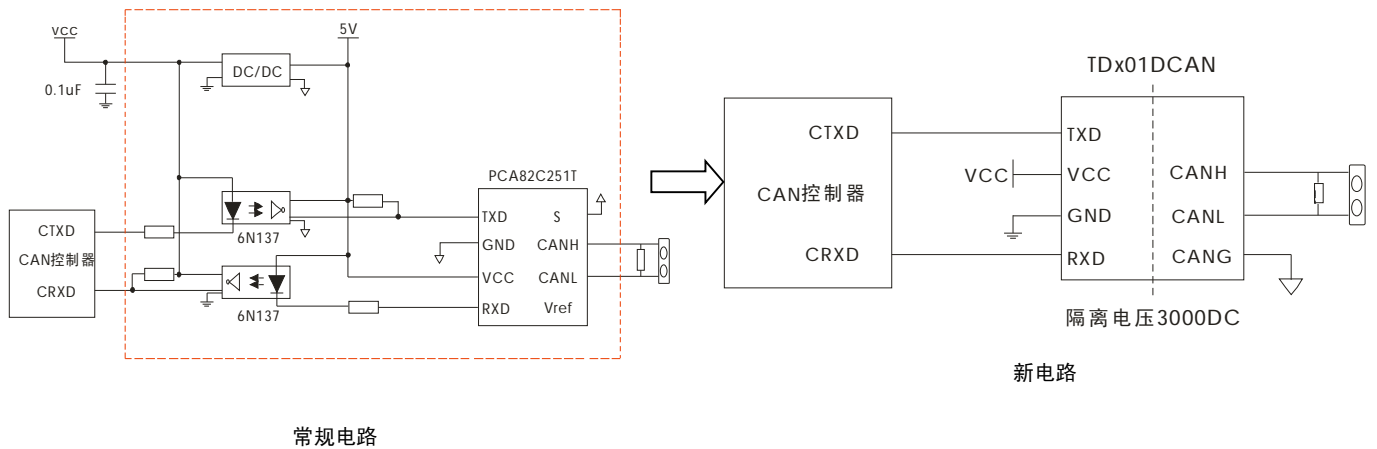 VCC
0.1uF
DC/DC
5V
CTXD
CAN控制器
CRXD
6N137
6N137
PCA82C251T
TXD
S
GND
CANH
VCC
CANL
RXD
Vref
常规电路
CTXD
CAN控制器
CRXD
TDx01DCAN
TXD
VCC
VCC
CANH
GND
CANL
RXD
CANG
隔离电压3000DC
新电路